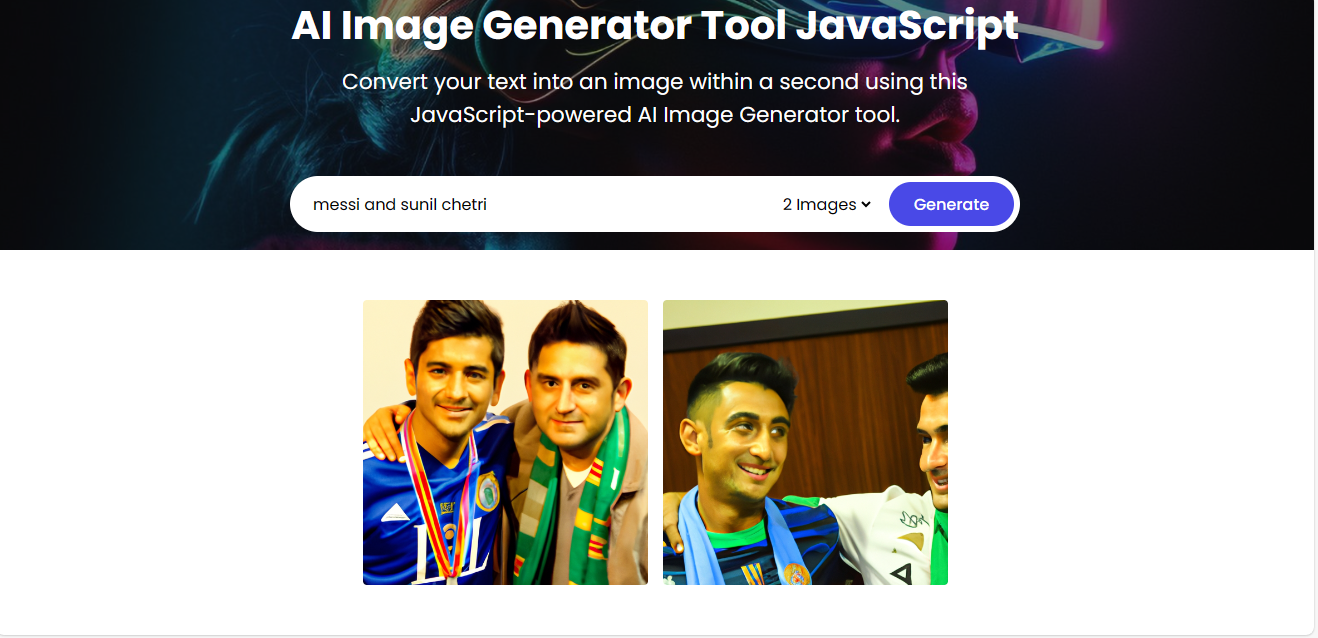 AI Image Generator Tool JavaScript
Convert your text into an image within a second using this
JavaScript-powered AI Image Generator tool.
messi and sunil chetri 2 Images Generate